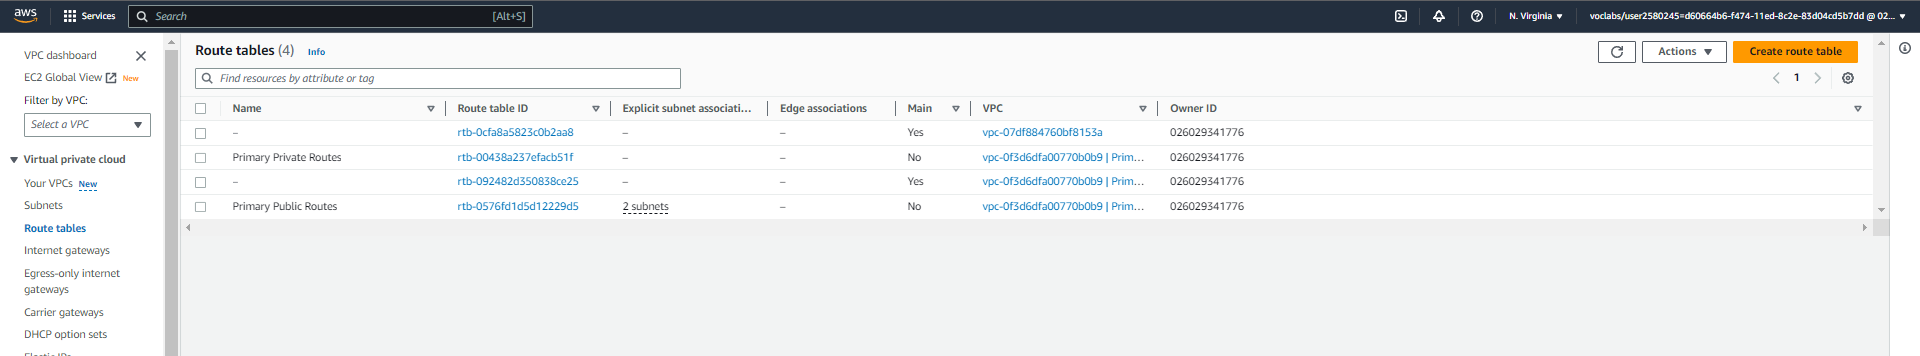 aws Services Search [Alt+S] N. Virginia voclabs/user2580245=d60664b6-f474-11ed-8c2e-83d04cd5b7dd @ 02...
VPC dashboard
EC2 Global View New
Filter by VPC:
Select a VPC
Virtual private cloud
Your VPCs New
Subnets
Route tables
Internet gateways
Egress-only internet
gateways
Carrier gateways
DHCP option sets
Elastic IPs
Route tables (4) Info Actions Create route table
Find resources by attribute or tag 1
Name Route table ID Explicit subnet associati... Edge associations Main VPC Owner ID
– rtb-0cfa8a5823c0b2aa8 – – Yes vpc-07df884760bf8153a 026029341776
Primary Private Routes rtb-00438a237efacb51f – – No vpc-0f3d6dfa00770b0b9 | Prim... 026029341776
– rtb-092482d350838ce25 – – Yes vpc-0f3d6dfa00770b0b9 | Prim... 026029341776
Primary Public Routes rtb-0576fd1d5d12229d5 2 subnets – No vpc-0f3d6dfa00770b0b9 | Prim... 026029341776